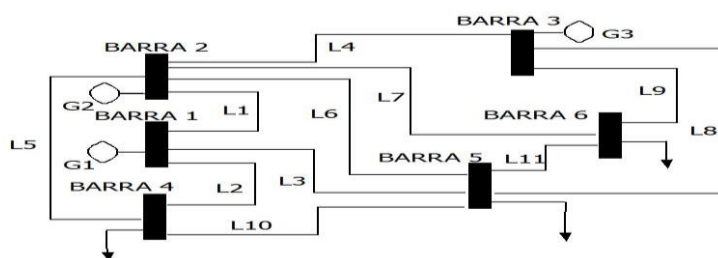 BARRA 3
BARRA 2
L4
G3
G2
L1
L6
L7
L9
L5
BARRA 1
BARRA 6
L8
G1
L2
L3
BARRA 5
L11
BARRA 4
L10